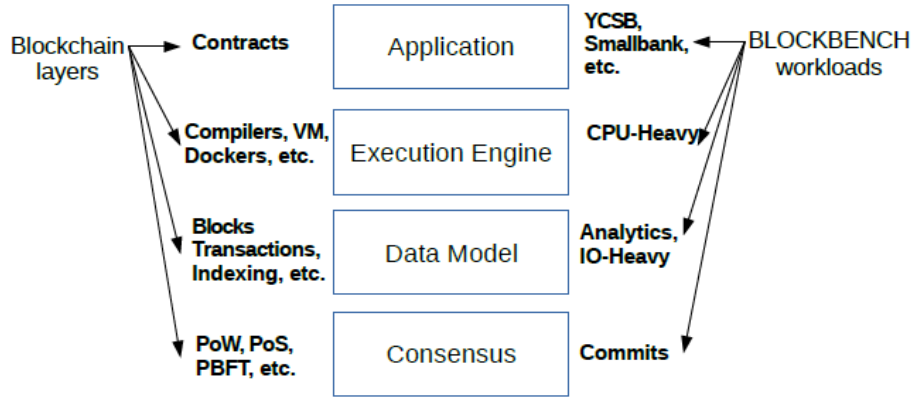 Blockchain
layers
Contracts
Application
YCSB,
Smallbank,
etc.
BLOCKBENCH
workloads
Compilers, VM,
Dockers, etc.
Execution Engine
CPU-Heavy
Blocks
Transactions,
Indexing, etc.
Data Model
Analytics,
IO-Heavy
PoW, PoS,
PBFT, etc.
Consensus
Commits